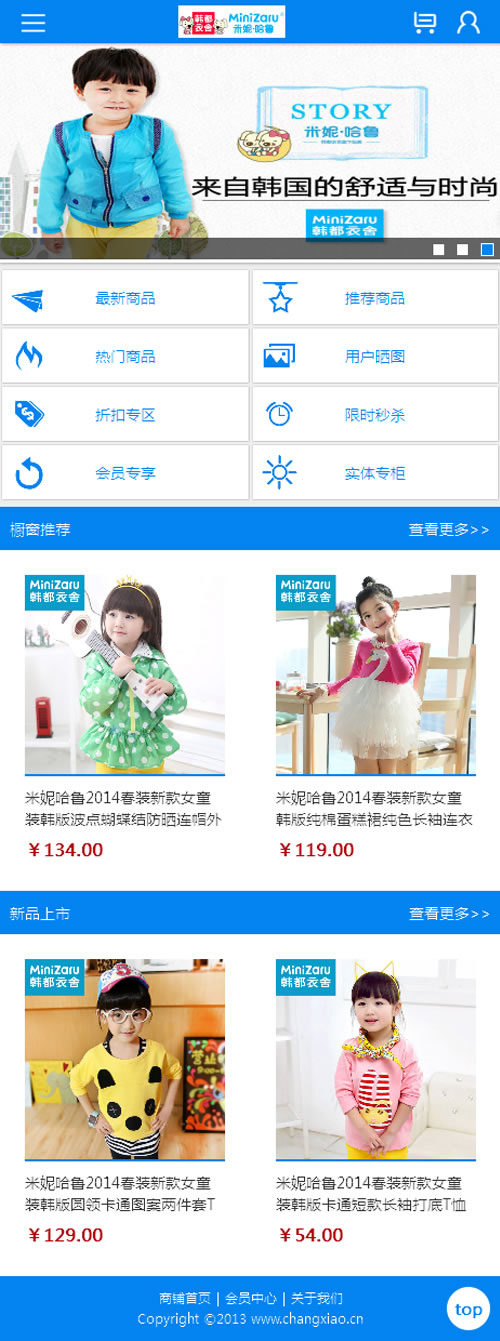 韩都衣舍 MiniZaru 米妮·哈鲁
STORY
米妮·哈鲁
来自韩国的舒适与时尚
MiniZaru
韩都衣舍
最新商品
推荐商品
热门商品
用户晒图
折扣专区
限时秒杀
会员专享
实体专柜
橱窗推荐 查看更多>>
MiniZaru
韩都衣舍
MiniZaru
韩都衣舍
米妮哈鲁2014春装新款女童
装韩版波点蝴蝶结防晒连帽外
￥134.00
米妮哈鲁2014春装新款女童
韩版纯棉蛋糕裙纯色长袖连衣
￥119.00
新品上市 查看更多>>
MiniZaru
韩都衣舍
MiniZaru
韩都衣舍
米妮哈鲁2014春装新款女童
装韩版圆领卡通图案两件套T
￥129.00
米妮哈鲁2014春装新款女童
装韩版卡通短款长袖打底T恤
￥54.00
商铺首页 | 会员中心 | 关于我们
Copyright ©2013 www.changxiao.cn
top